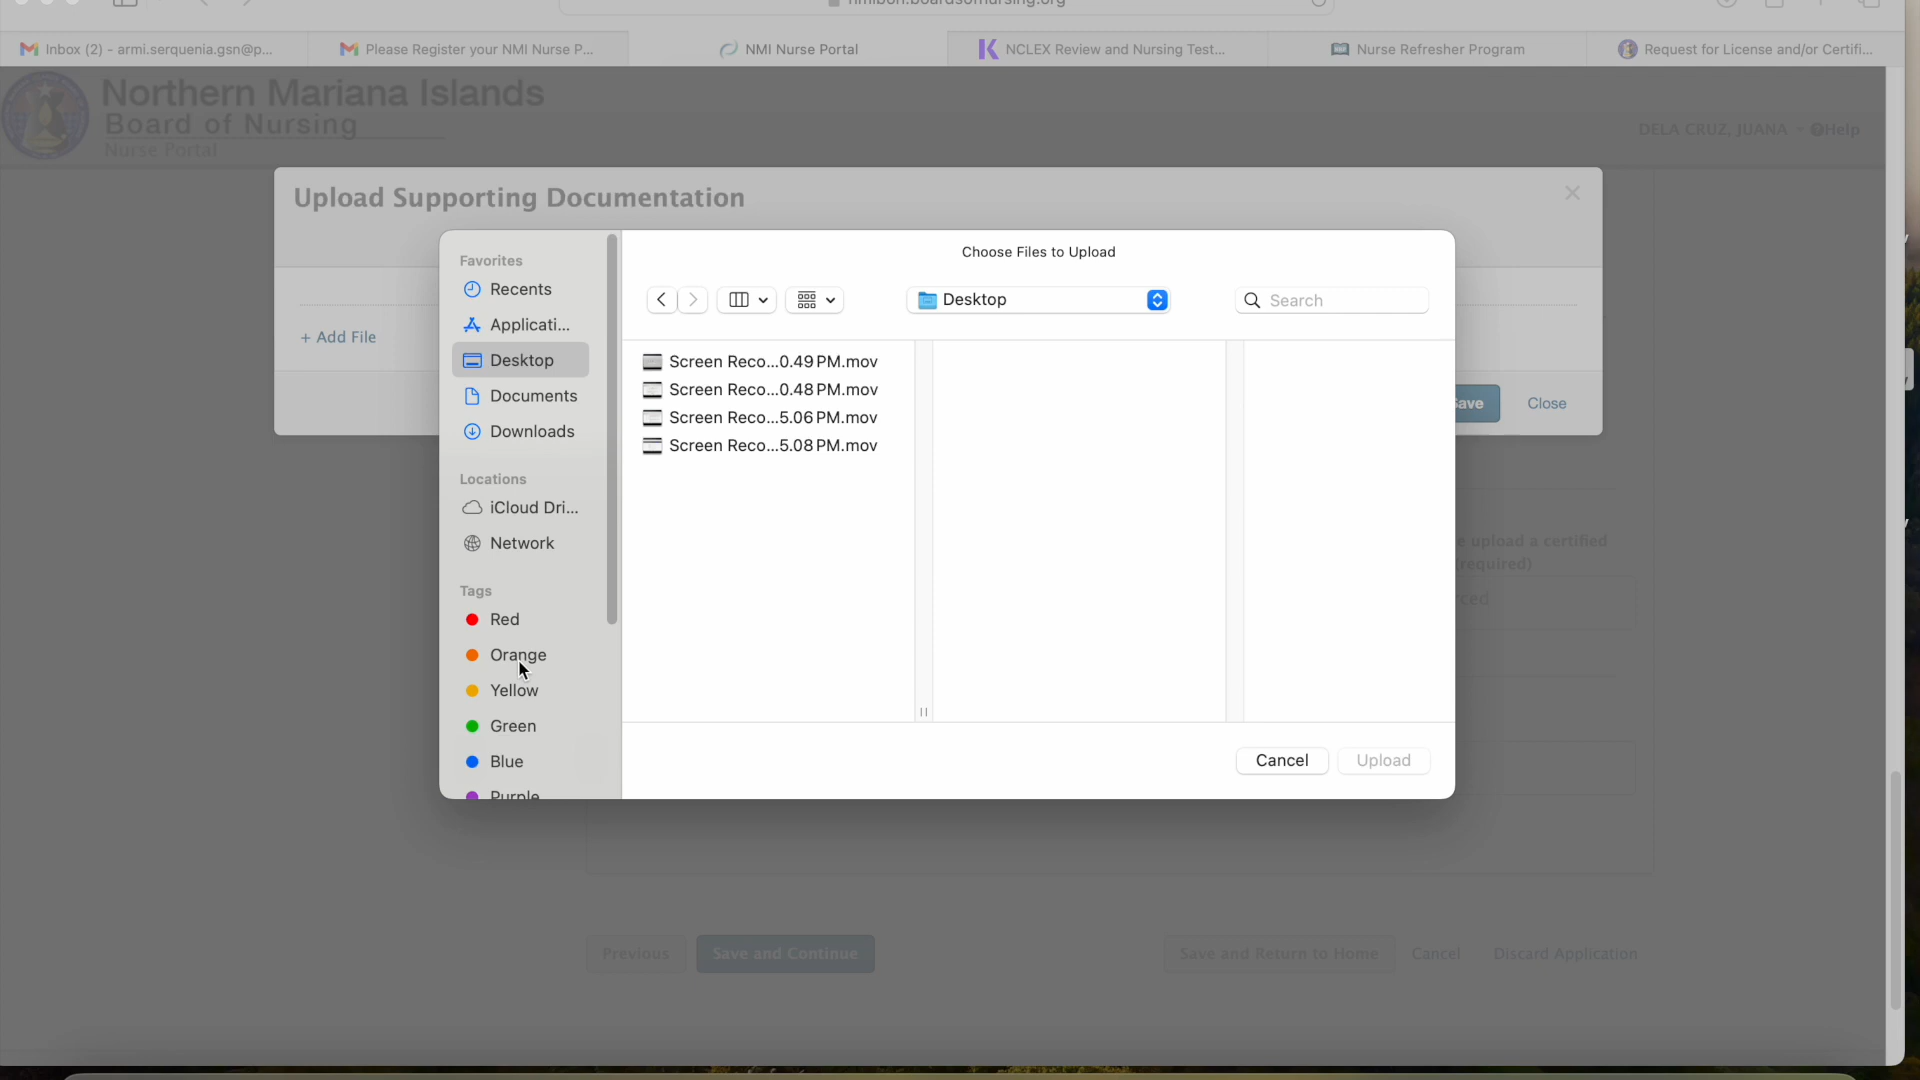 nmibon.boardsofnursing.org
Inbox (2) - armi.serquenia.gsn@p...
Please Register your NMI Nurse P...
NMI Nurse Portal
NCLEX Review and Nursing Test...
Nurse Refresher Program
Request for License and/or Certifi...
Northern Mariana Islands
Board of Nursing
Nurse Portal
DELA CRUZ, JUANA
Help
Upload Supporting Documentation
+ Add File
Save
Close
Choose Files to Upload
Favorites
Recents
Applicati...
Desktop
Documents
Downloads
Locations
iCloud Dri...
Network
Tags
Red
Orange
Yellow
Green
Blue
Purple
Desktop
Search
Screen Reco...0.49 PM.mov
Screen Reco...0.48 PM.mov
Screen Reco...5.06 PM.mov
Screen Reco...5.08 PM.mov
Cancel
Upload
e upload a certified
(required)
rced
Previous
Save and Continue
Save and Return to Home
Cancel
Discard Application